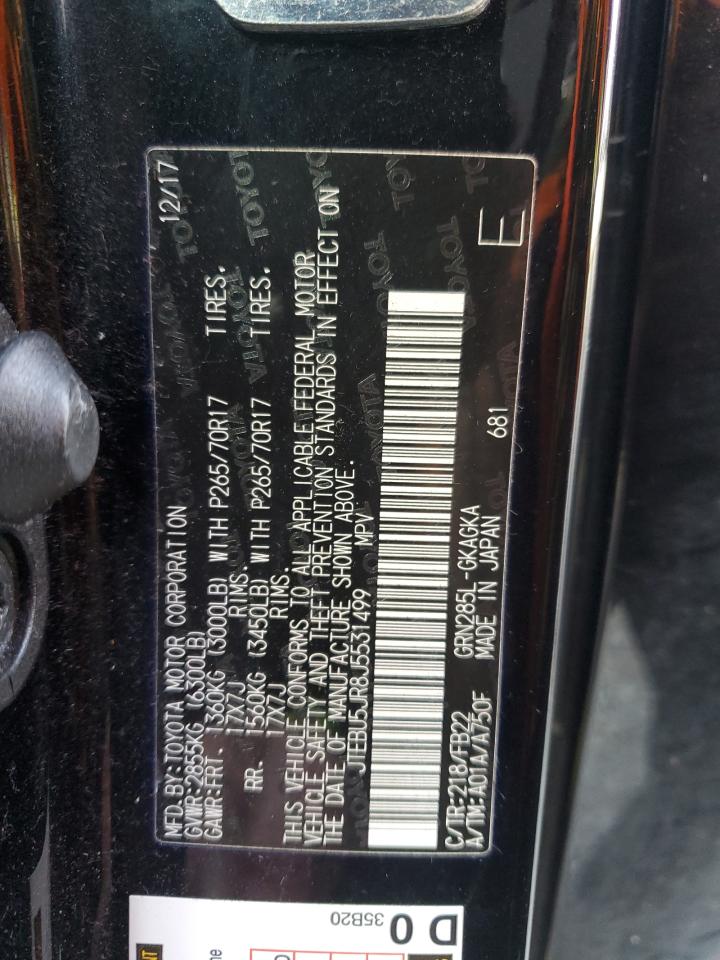 MFD. BY: TOYOTA MOTOR CORPORATION 12/17
GVWR: 2855KG (6300LB)
GAWR: FRT. 1360KG (3000LB) WITH P265/70R17 TIRES.
17X7J RIMS.
RR. 1560KG (3450LB) WITH P265/70R17 TIRES.
17X7J RIMS.
THIS VEHICLE CONFORMS TO ALL APPLICABLE FEDERAL MOTOR
VEHICLE SAFETY AND THEFT PREVENTION STANDARDS IN EFFECT ON
THE DATE OF MANUFACTURE SHOWN ABOVE.
JTEBU5JR8J5531499 MPV
C/TR: 218/FB22 GRN285L-GKAGKA
A/TM: A01A/A750F MADE IN JAPAN 681 E
D 0
35B20